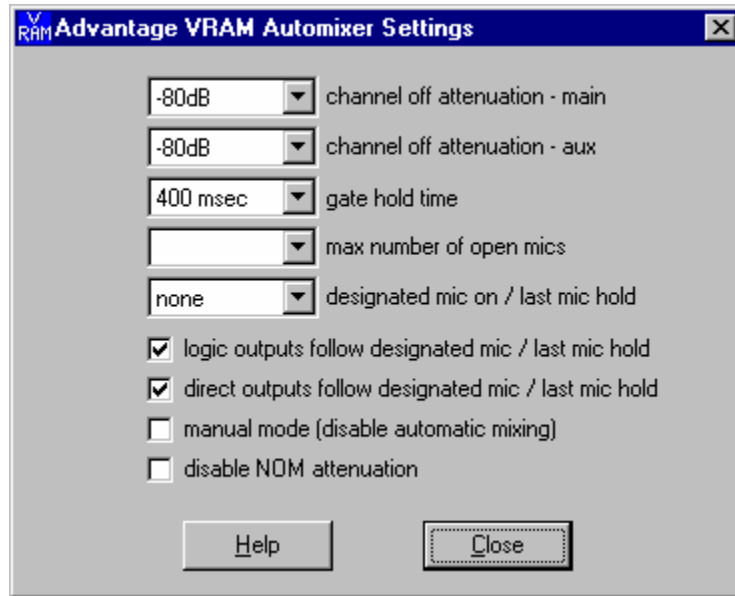 V
RAM Advantage VRAM Automixer Settings
-80dB channel off attenuation - main
-80dB channel off attenuation - aux
400 msec gate hold time
max number of open mics
none designated mic on / last mic hold
logic outputs follow designated mic / last mic hold
direct outputs follow designated mic / last mic hold
manual mode (disable automatic mixing)
disable NOM attenuation
Help Close